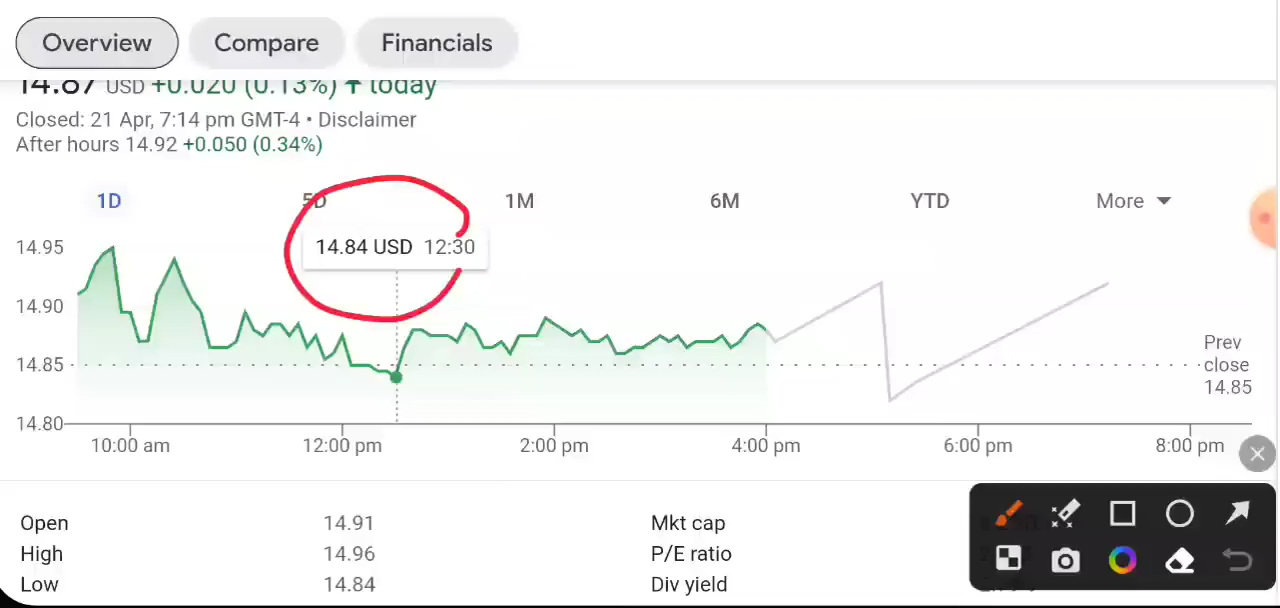 Overview Compare Financials
14.87 USD +0.020 (0.13%) ↑ today
Closed: 21 Apr, 7:14 pm GMT-4 • Disclaimer
After hours 14.92 +0.050 (0.34%)
1D 5D 1M 6M YTD More
14.84 USD 12:30
14.95
14.90
14.85
14.80
Prev
close
14.85
10:00 am 12:00 pm 2:00 pm 4:00 pm 6:00 pm 8:00 pm
Open 14.91 Mkt cap
High 14.96 P/E ratio
Low 14.84 Div yield